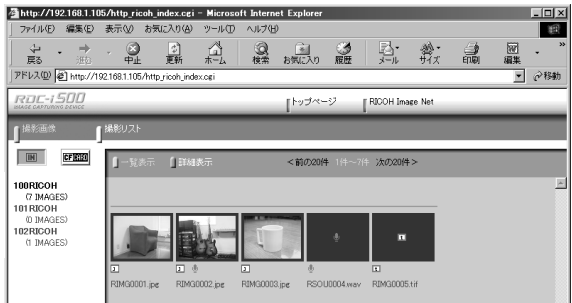 http://192.168.1.105/http_ricoh_index.cgi - Microsoft Internet Explorer
ファイル(F) 編集(E) 表示(V) お気に入り(A) ツール(T) ヘルプ(H)
戻る 進む 中止 更新 ホーム 検索 お気に入り 履歴 メール サイズ 印刷 編集
アドレス(D) http://192.168.1.105/http_ricoh_index.cgi 移動
RDC-i500
IMAGE CAPTURING DEVICE
トップページ RICOH Image Net
撮影画像 撮影リスト
IN CF CARD
一覧表示 詳細表示 <前の20件 1件~7件 次の20件>
100RICOH
(7 IMAGES)
101RICOH
(0 IMAGES)
102RICOH
(1 IMAGES)
RIMG0001.jpg RIMG0002.jpg RIMG0003.jpg RSOU0004.wav RIMG0005.tif